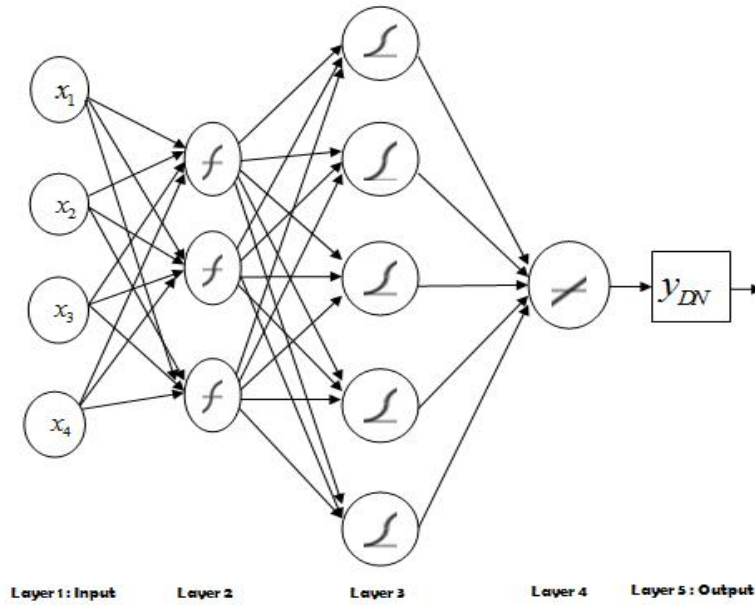 x1
x2
x3
x4
yDN
Layer 1: Input
Layer 2
Layer 3
Layer 4
Layer 5: Output